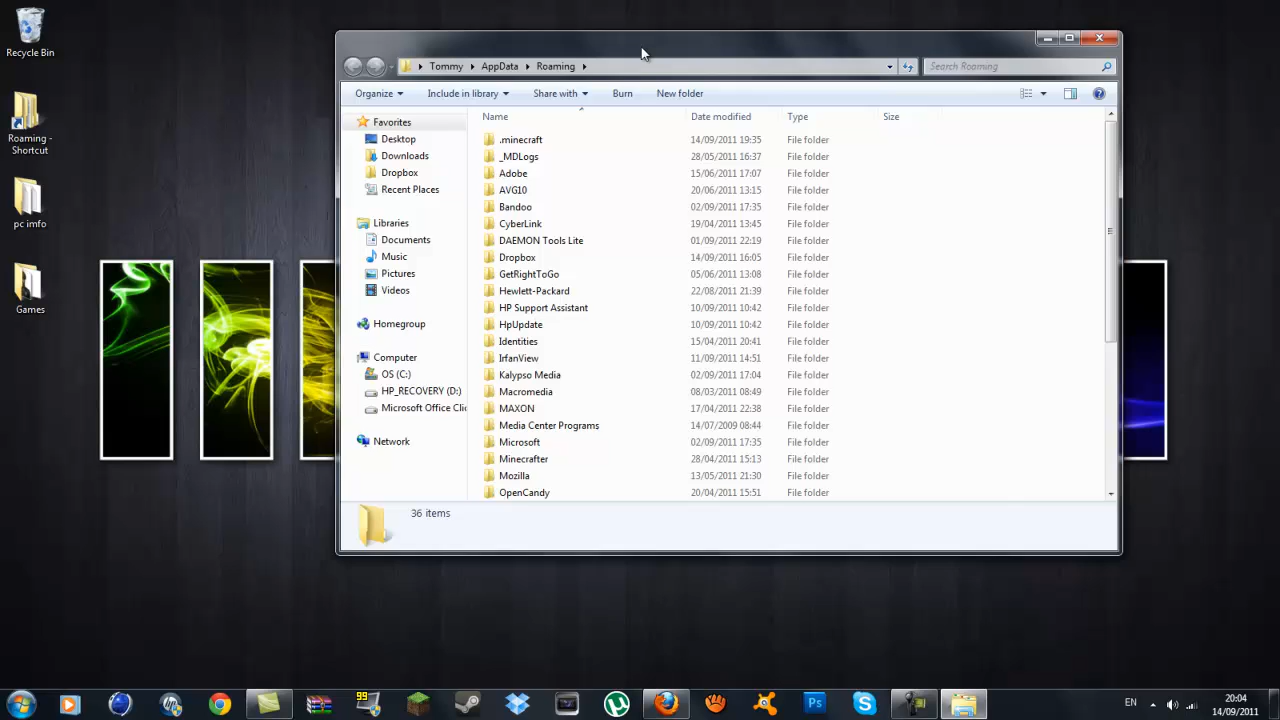 Recycle Bin
Roaming -
Shortcut
pc imfo
Games
Tommy AppData Roaming
Search Roaming
Organize Include in library Share with Burn New folder
Name Date modified Type Size
Favorites
Desktop
Downloads
Dropbox
Recent Places
Libraries
Documents
Music
Pictures
Videos
Homegroup
Computer
OS (C:)
HP_RECOVERY (D:)
Microsoft Office Clic
Network
.minecraft 14/09/2011 19:35 File folder
_MDLogs 28/05/2011 16:37 File folder
Adobe 15/06/2011 17:07 File folder
AVG10 20/06/2011 13:15 File folder
Bandoo 02/09/2011 17:35 File folder
CyberLink 19/04/2011 13:45 File folder
DAEMON Tools Lite 01/09/2011 22:19 File folder
Dropbox 14/09/2011 16:05 File folder
GetRightToGo 05/06/2011 13:08 File folder
Hewlett-Packard 22/08/2011 21:39 File folder
HP Support Assistant 10/09/2011 10:42 File folder
HpUpdate 10/09/2011 10:42 File folder
Identities 15/04/2011 20:41 File folder
IrfanView 11/09/2011 14:51 File folder
Kalypso Media 02/09/2011 17:04 File folder
Macromedia 08/03/2011 08:49 File folder
MAXON 17/04/2011 22:38 File folder
Media Center Programs 14/07/2009 08:44 File folder
Microsoft 02/09/2011 17:35 File folder
Minecrafter 28/04/2011 15:13 File folder
Mozilla 13/05/2011 21:30 File folder
OpenCandy 20/04/2011 15:51 File folder
36 items
99
Ps
EN
20:04
14/09/2011